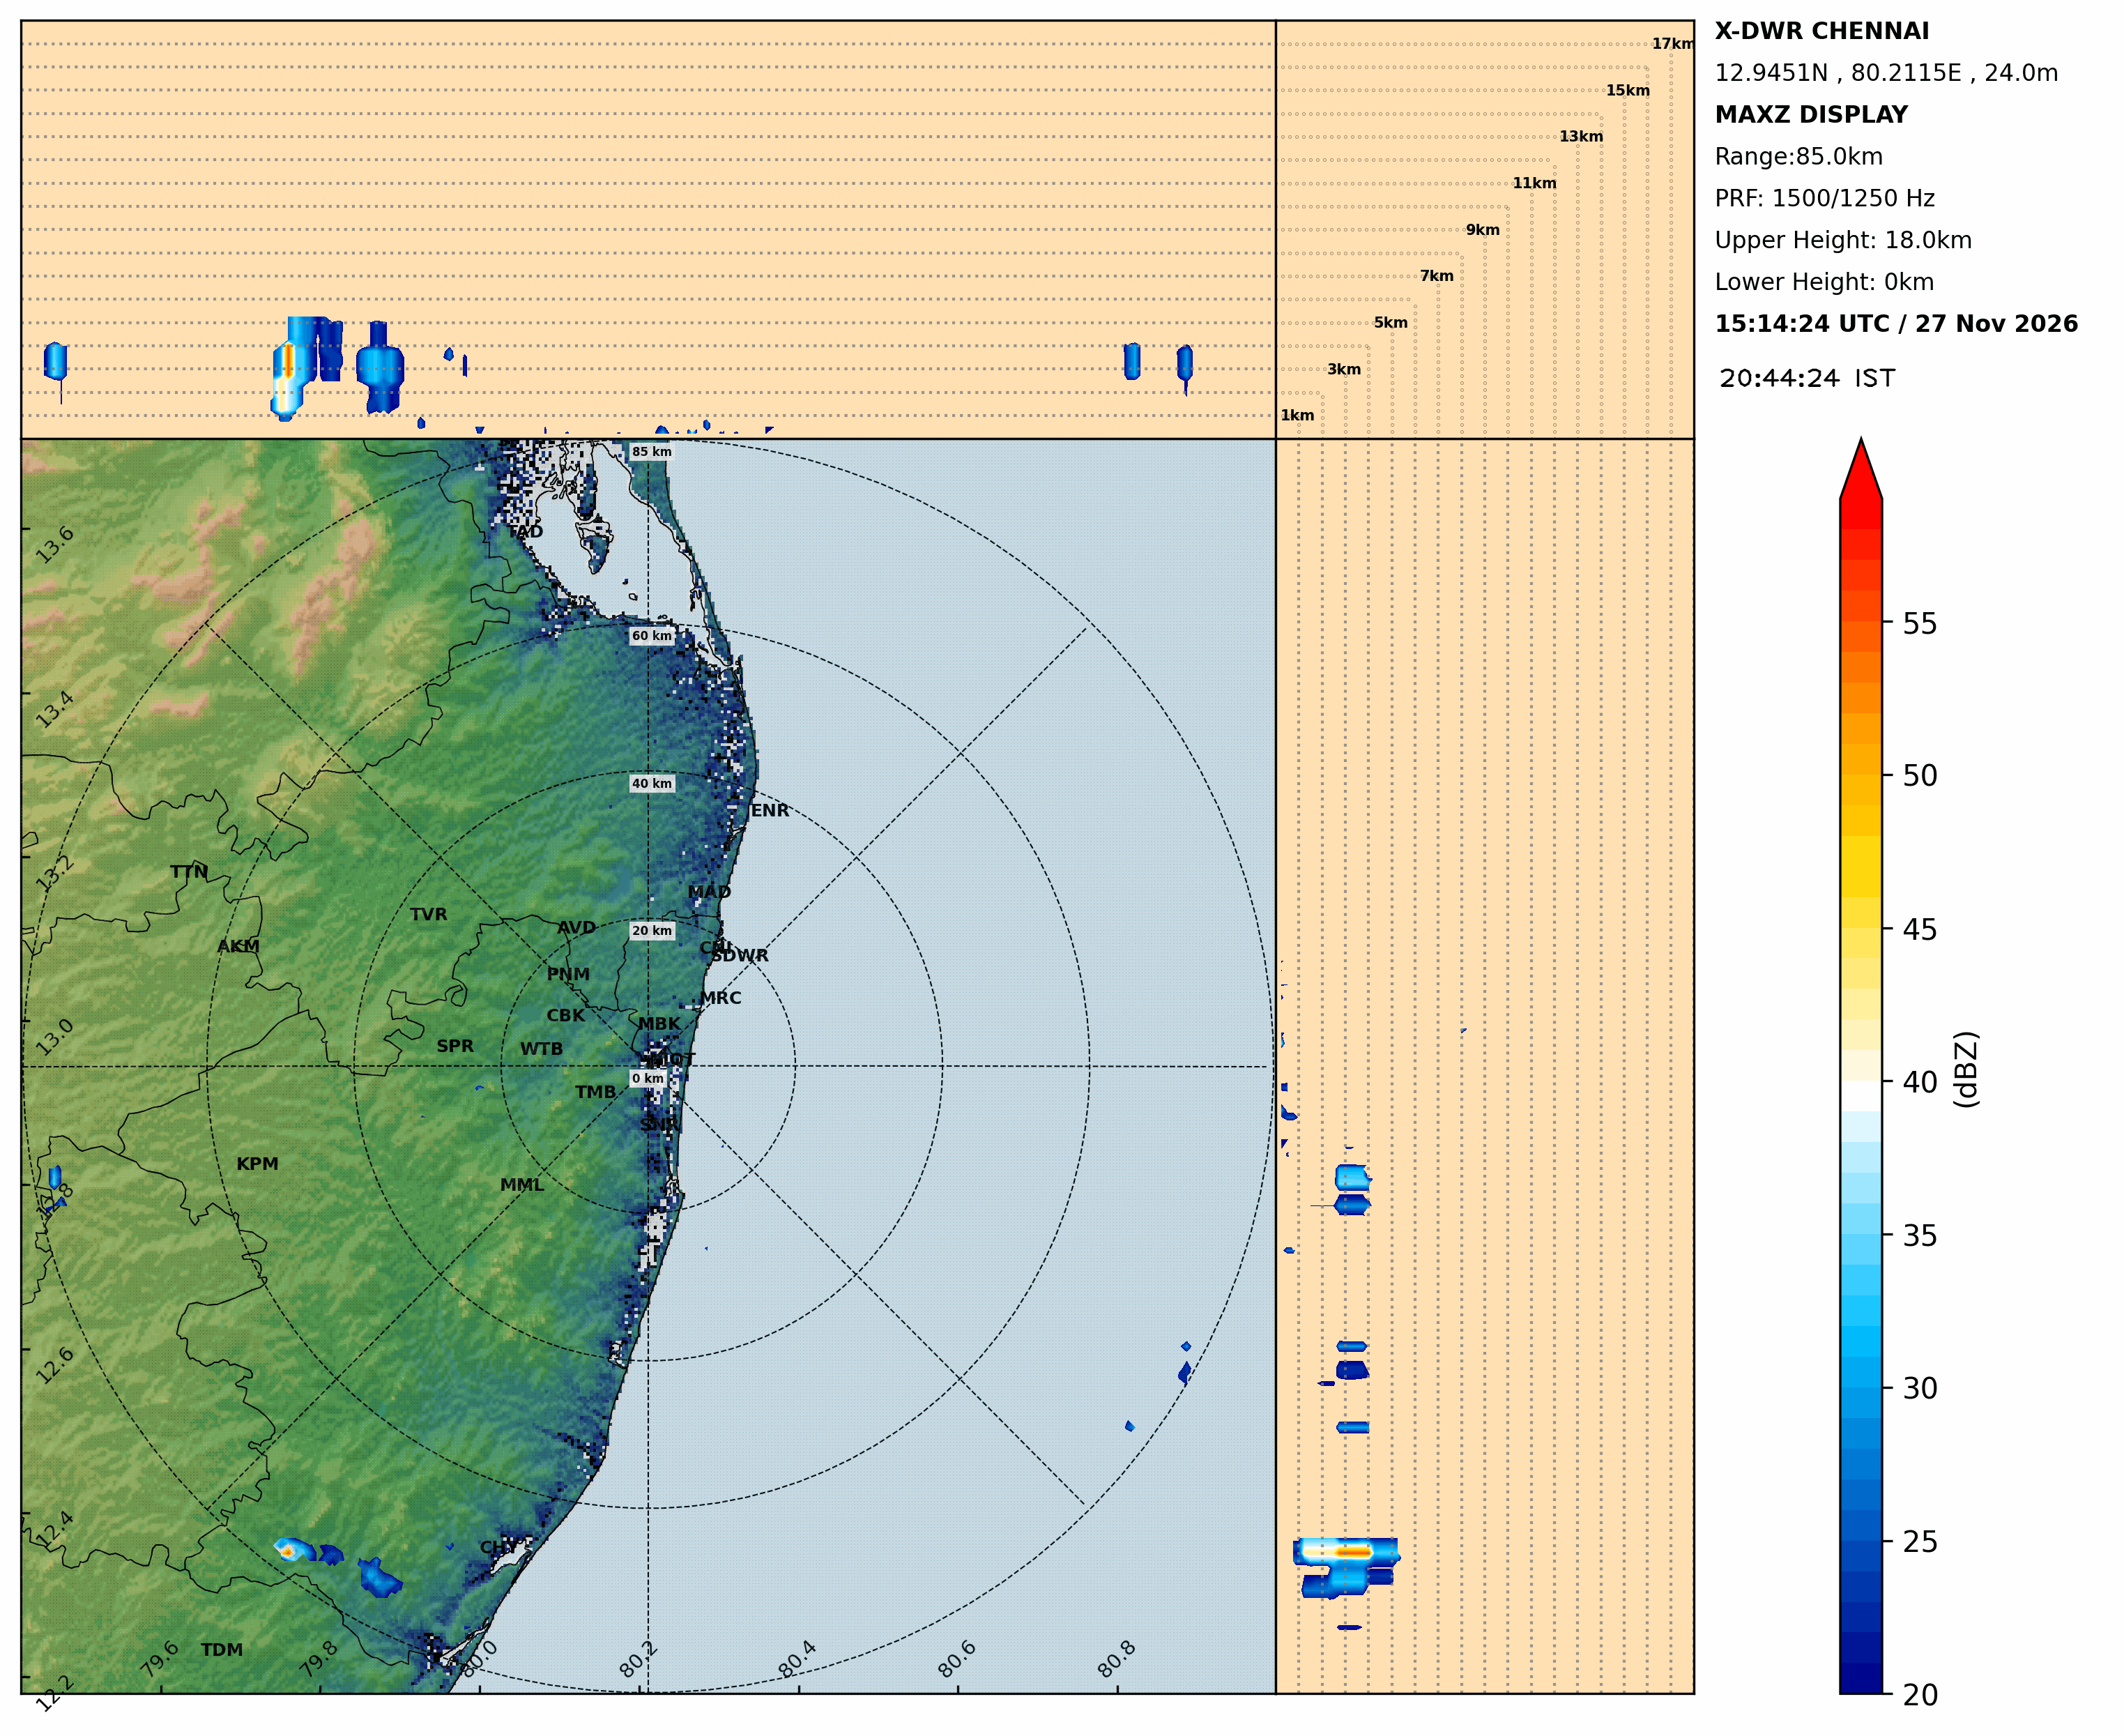 X-DWR CHENNAI
12.9451N , 80.2115E , 24.0m
MAXZ DISPLAY
Range:85.0km
PRF: 1500/1250 Hz
Upper Height: 18.0km
Lower Height: 0km
15:14:24 UTC / 27 Nov 2026
20:44:24 IST
17km
15km
13km
11km
9km
7km
5km
3km
1km
85 km
60 km
40 km
20 km
0 km
TAD
ENR
MAD
TTN
TVR
AVD
AKM
SDWR
PNM
MRC
CBK
MBK
SPR
WTB
TMB
SNR
KPM
MML
CHY
TDM
13.6
13.4
13.2
13.0
12.8
12.6
12.4
12.2
79.6
79.8
80.0
80.2
80.4
80.6
80.8
55
50
45
40
35
30
25
20
(dBZ)